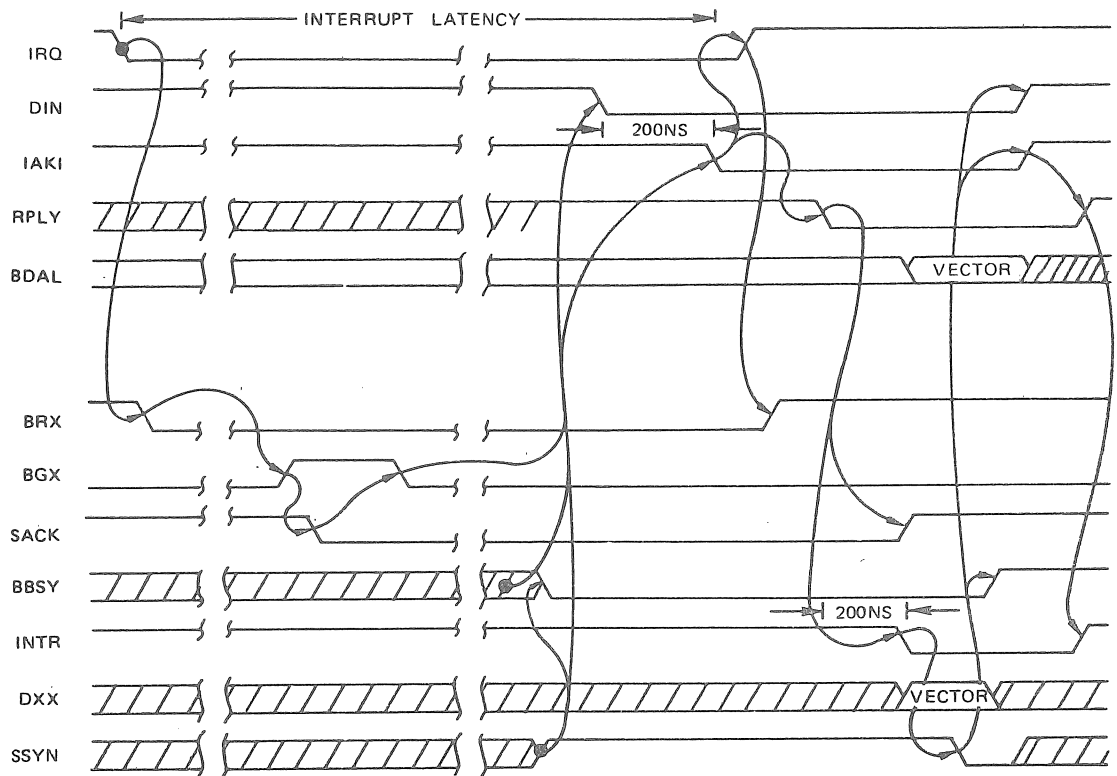 INTERRUPT LATENCY
IRQ
DIN
200NS
IAKI
RPLY
BDAL
VECTOR
BRX
BGX
SACK
BBSY
200NS
INTR
DXX
VECTOR
SSYN